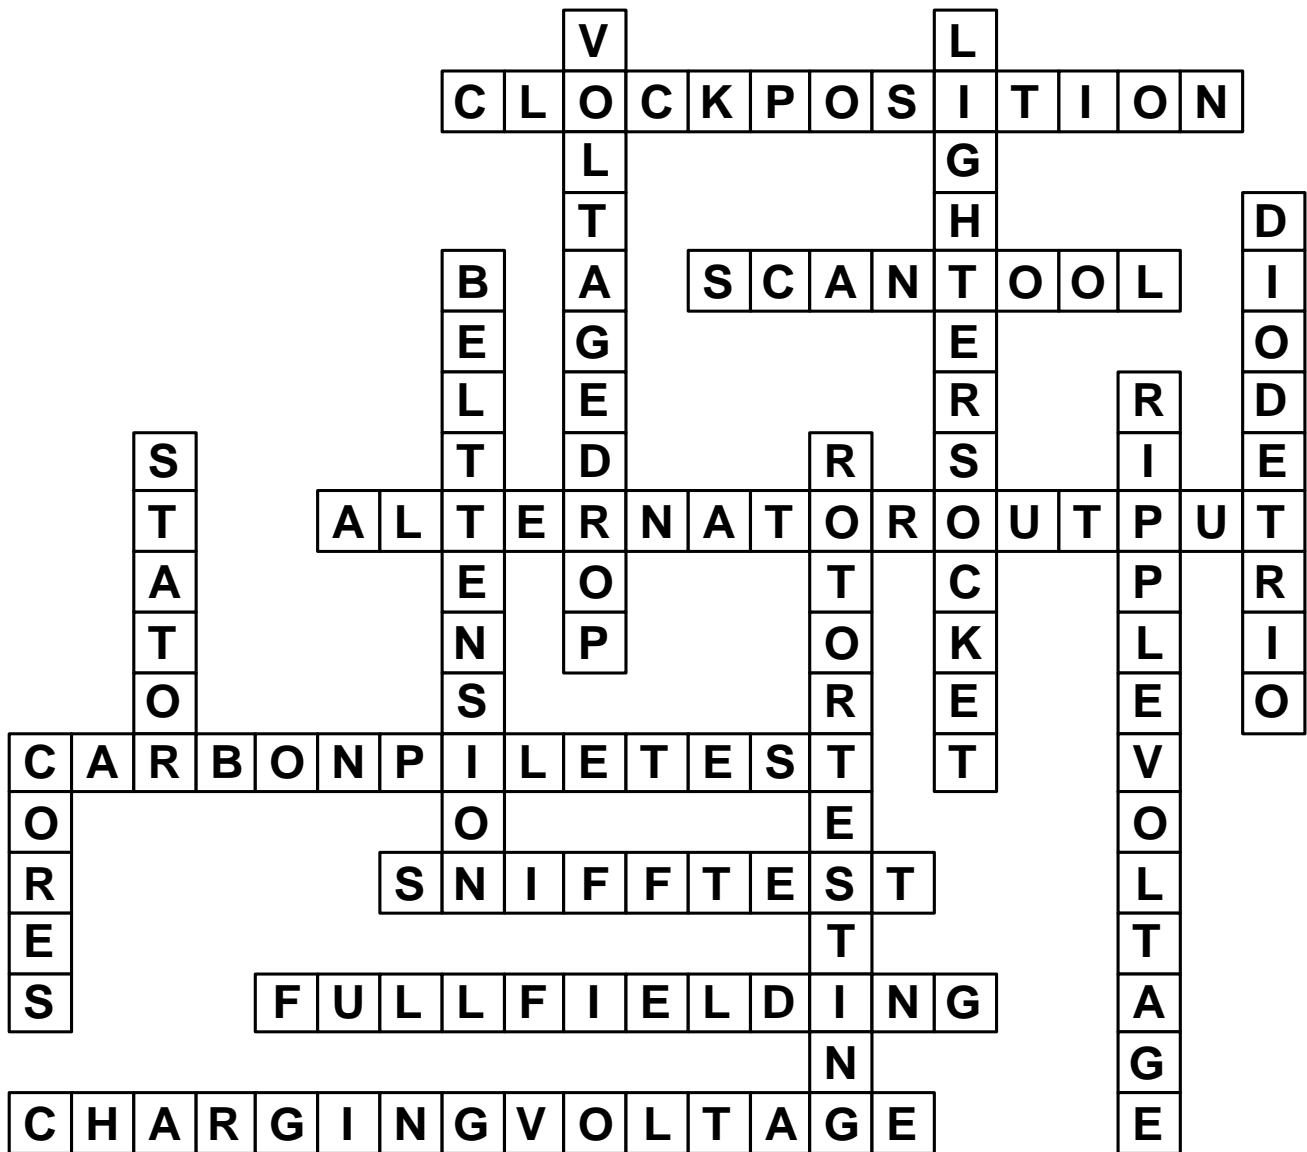 VOLTAGEDROP
LIGHTERSOCKET
CLOCKPOSITION
DIODETRIO
BELTTENSION
SCANTOOL
RIPPLEVOLTAGE
STATOR
ROTORTESTING
ALTERNATOROUTPUT
CARBONPILETEST
CORES
SNIFFTEST
FULLFIELDING
CHARGINGVOLTAGE